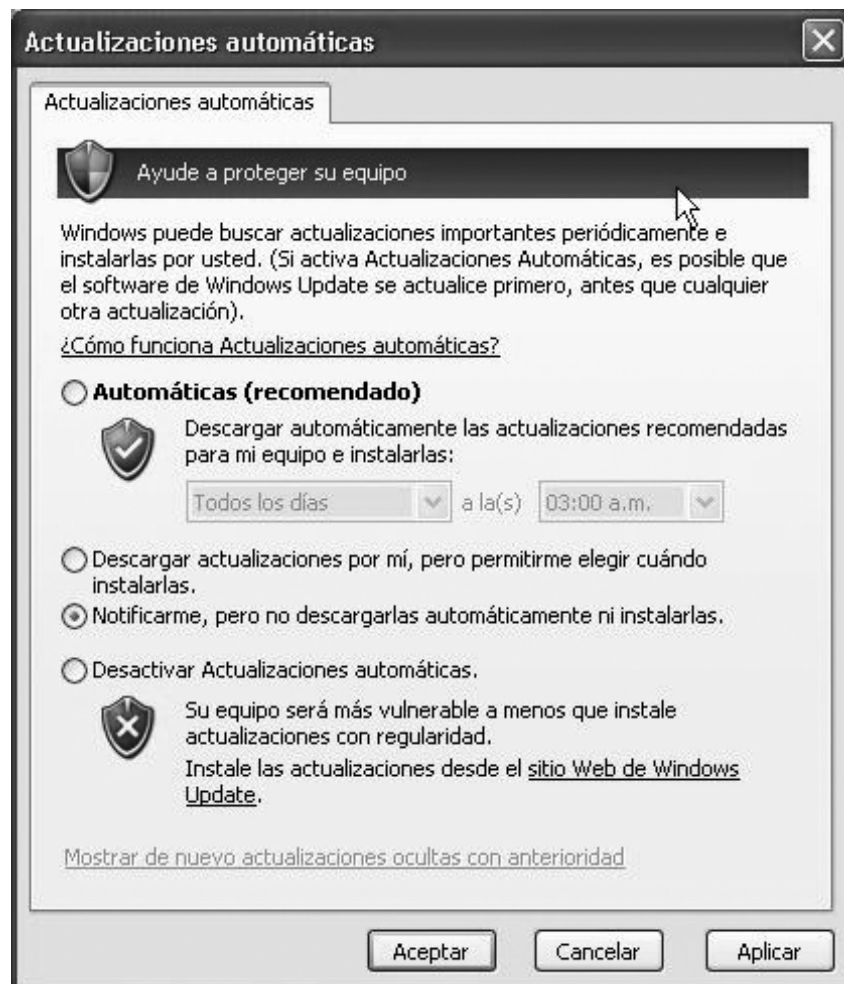 Actualizaciones automáticas
Actualizaciones automáticas
Ayude a proteger su equipo
Windows puede buscar actualizaciones importantes periódicamente e
instalarlas por usted. (Si activa Actualizaciones Automáticas, es posible que
el software de Windows Update se actualice primero, antes que cualquier
otra actualización).
¿Cómo funciona Actualizaciones automáticas?
Automáticas (recomendado)
Descargar automáticamente las actualizaciones recomendadas
para mi equipo e instalarlas:
Todos los días a la(s) 03:00 a.m.
Descargar actualizaciones por mí, pero permitirme elegir cuándo
instalarlas.
Notificarme, pero no descargarlas automáticamente ni instalarlas.
Desactivar Actualizaciones automáticas.
Su equipo será más vulnerable a menos que instale
actualizaciones con regularidad.
Instale las actualizaciones desde el sitio Web de Windows
Update.
Mostrar de nuevo actualizaciones ocultas con anterioridad
Aceptar Cancelar Aplicar